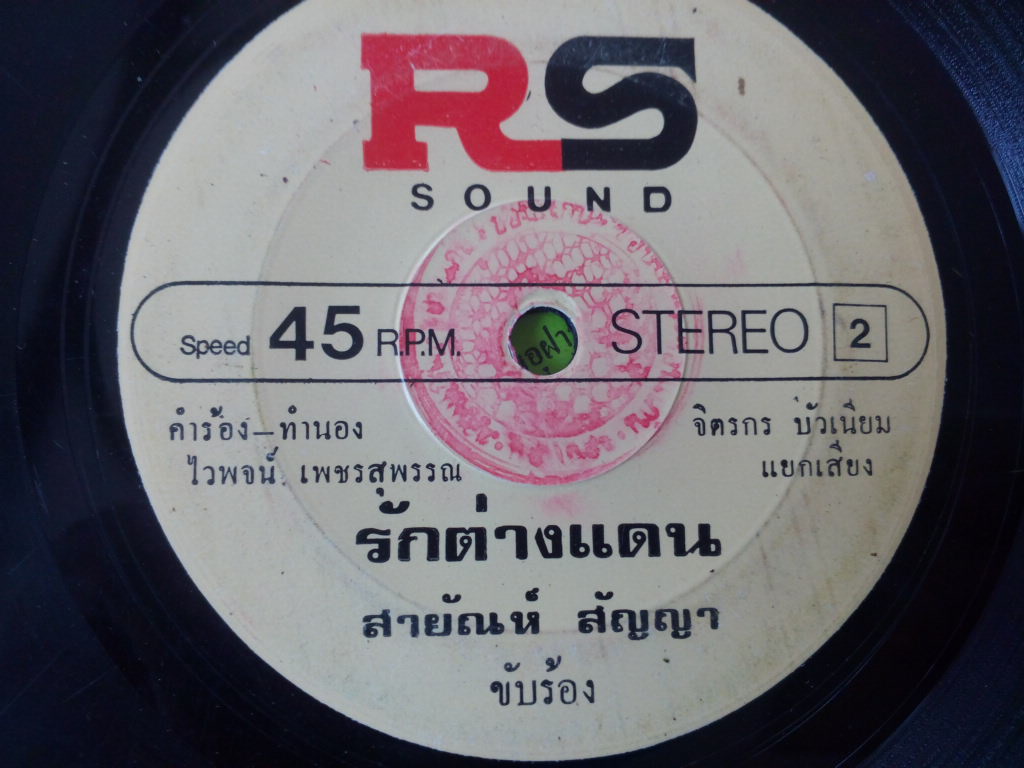 RS
SOUND
Speed 45 R.P.M. STEREO 2
คำร้อง–ทำนอง
ไวพจน์ เพชรสุพรรณ
จิตรกร บัวเนียม
แยกเสียง
รักต่างแดน
สายัณห์ สัญญา
ขับร้อง